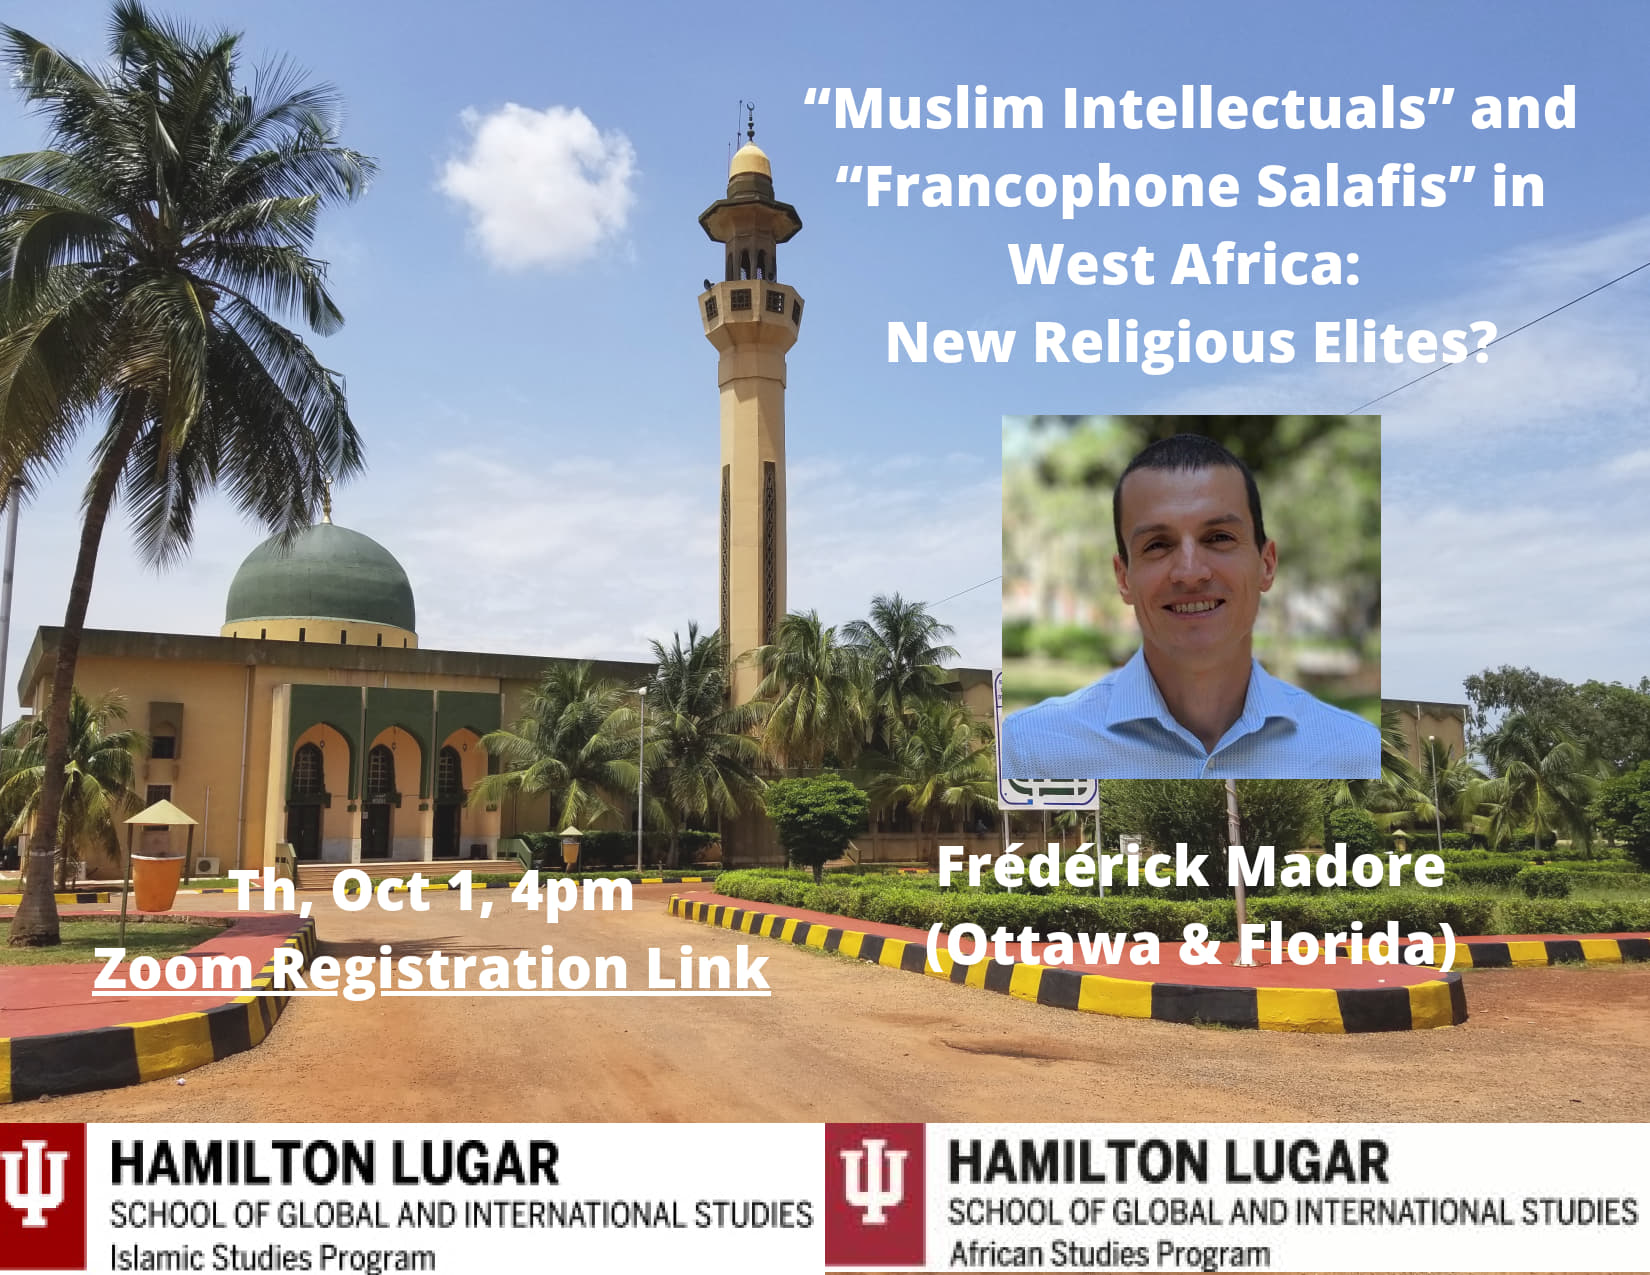 “Muslim Intellectuals” and
“Francophone Salafis” in
West Africa:
New Religious Elites?
Frédérick Madore
(Ottawa & Florida)
Th, Oct 1, 4pm
Zoom Registration Link
HAMILTON LUGAR
SCHOOL OF GLOBAL AND INTERNATIONAL STUDIES
Islamic Studies Program
HAMILTON LUGAR
SCHOOL OF GLOBAL AND INTERNATIONAL STUDIES
African Studies Program